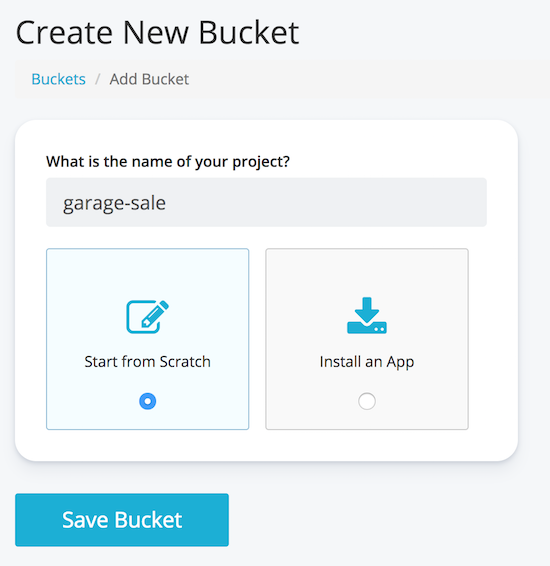 Create New Bucket
Buckets / Add Bucket
What is the name of your project?
garage-sale
Start from Scratch
Install an App
Save Bucket